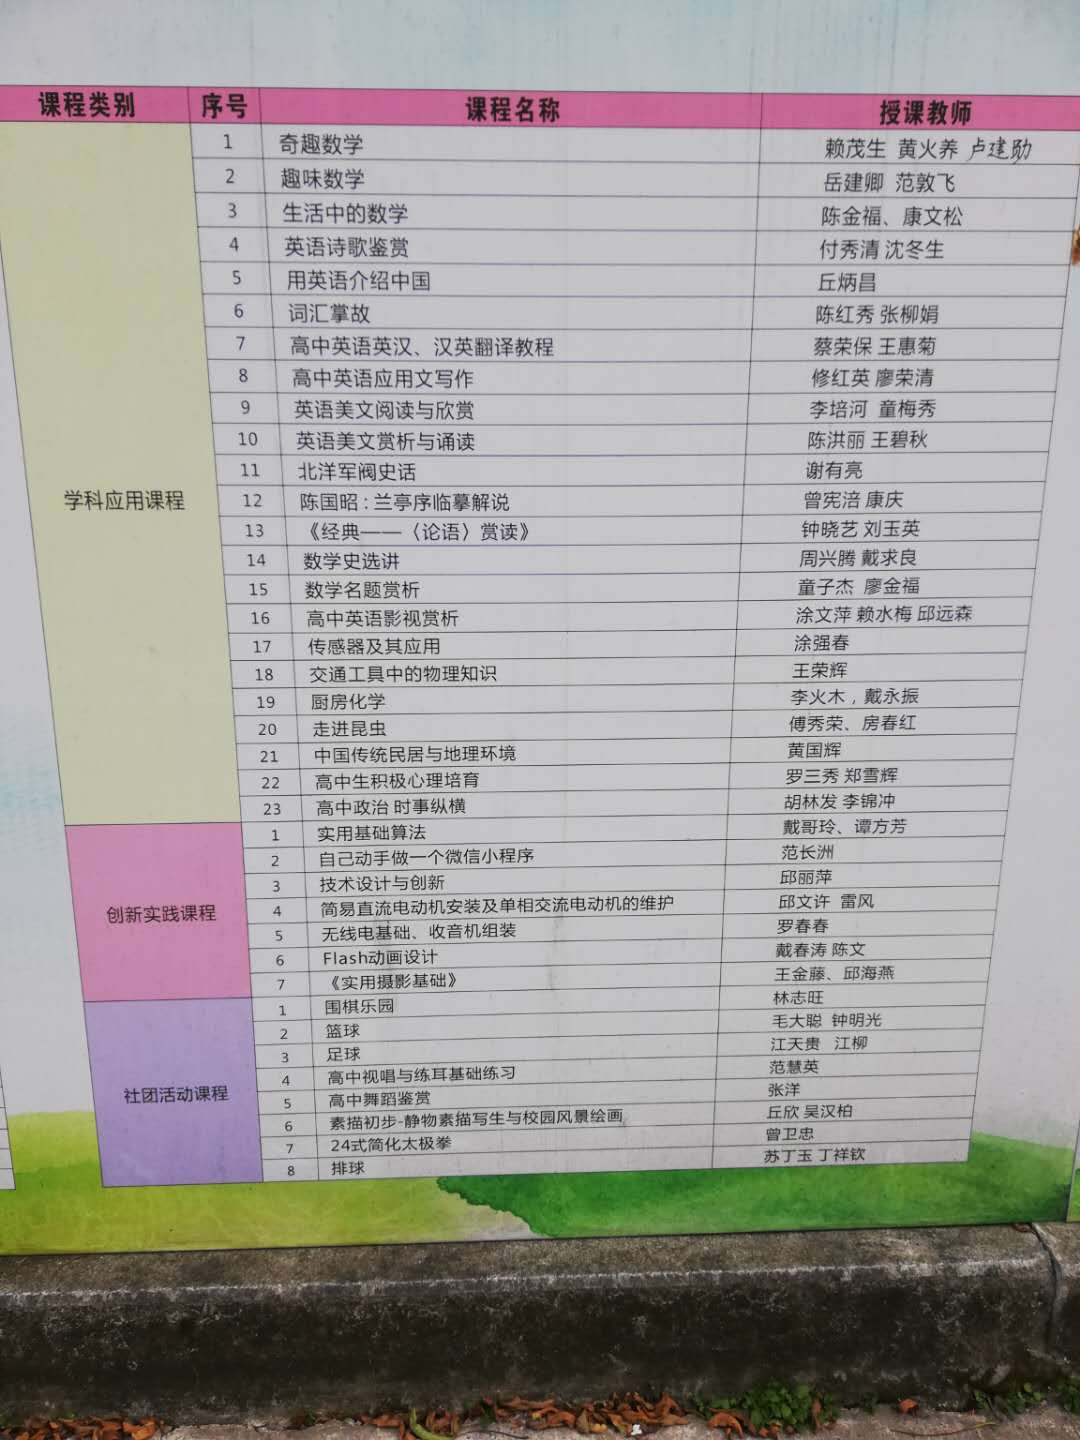 课程类别 序号 课程名称 授课教师
1 奇趣数学 赖茂生 黄火养 卢建勋
2 趣味数学 岳建卿 范敦飞
3 生活中的数学 陈金福、康文松
4 英语诗歌鉴赏 付秀清 沈冬生
5 用英语介绍中国 丘炳昌
6 词汇掌故 陈红秀 张柳娟
7 高中英语英汉、汉英翻译教程 蔡荣保 王惠菊
8 高中英语应用文写作 修红英 廖荣清
9 英语美文阅读与欣赏 李培河 童梅秀
10 英语美文赏析与诵读 陈洪丽 王碧秋
11 北洋军阀史话 谢有亮
学科应用课程 12 陈国昭:兰亭序临摹解说 曾宪涪 康庆
13 《经典——〈论语〉赏读》 钟晓艺 刘玉英
14 数学史选讲 周兴腾 戴求良
15 数学名题赏析 童子杰 廖金福
16 高中英语影视赏析 涂文萍 赖水梅 邱远森
17 传感器及其应用 涂强春
18 交通工具中的物理知识 王荣辉
19 厨房化学 李火木，戴永振
20 走进昆虫 傅秀荣、房春红
21 中国传统民居与地理环境 黄国辉
22 高中生积极心理培育 罗三秀 郑雪辉
23 高中政治 时事纵横 胡林发 李锦冲
1 实用基础算法 戴哥玲、谭方芳
2 自己动手做一个微信小程序 范长洲
3 技术设计与创新 邱丽萍
创新实践课程 4 简易直流电动机安装及单相交流电动机的维护 邱文许 雷风
5 无线电基础、收音机组装 罗春春
6 Flash动画设计 戴春涛 陈文
7 《实用摄影基础》 王金藤、邱海燕
1 围棋乐园 林志旺
2 篮球 毛大聪 钟明光
3 足球 江天贵 江柳
4 高中视唱与练耳基础练习 范慧英
社团活动课程 5 高中舞蹈鉴赏 张洋
6 素描初步-静物素描写生与校园风景绘画 丘欣 吴汉柏
7 24式简化太极拳 曾卫忠
8 排球 苏丁玉 丁祥钦